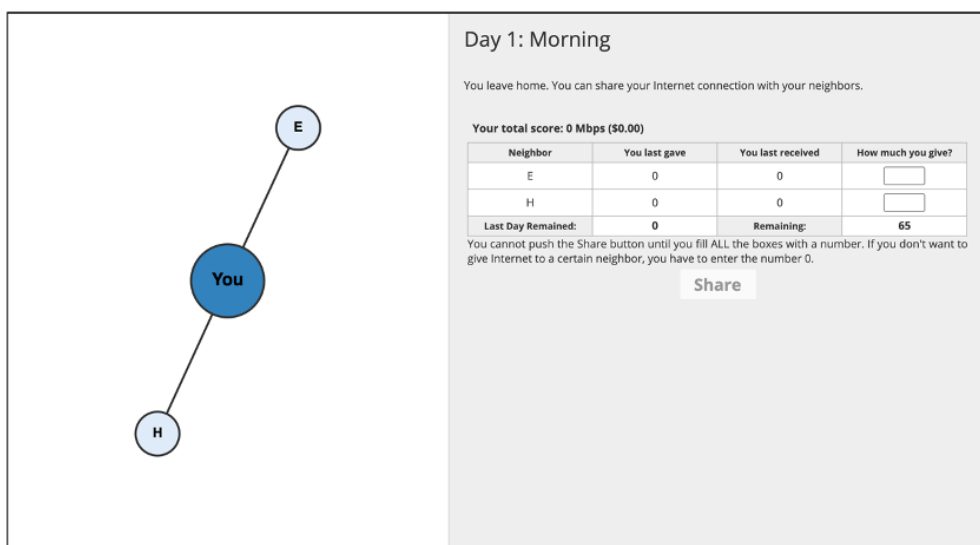 E
You
H
Day 1: Morning
You leave home. You can share your Internet connection with your neighbors.
Your total score: 0 Mbps ($0.00)
Neighbor You last gave You last received How much you give?
E 0 0
H 0 0
Last Day Remained: 0 Remaining: 65
You cannot push the Share button until you fill ALL the boxes with a number. If you don't want to
give Internet to a certain neighbor, you have to enter the number 0.
Share